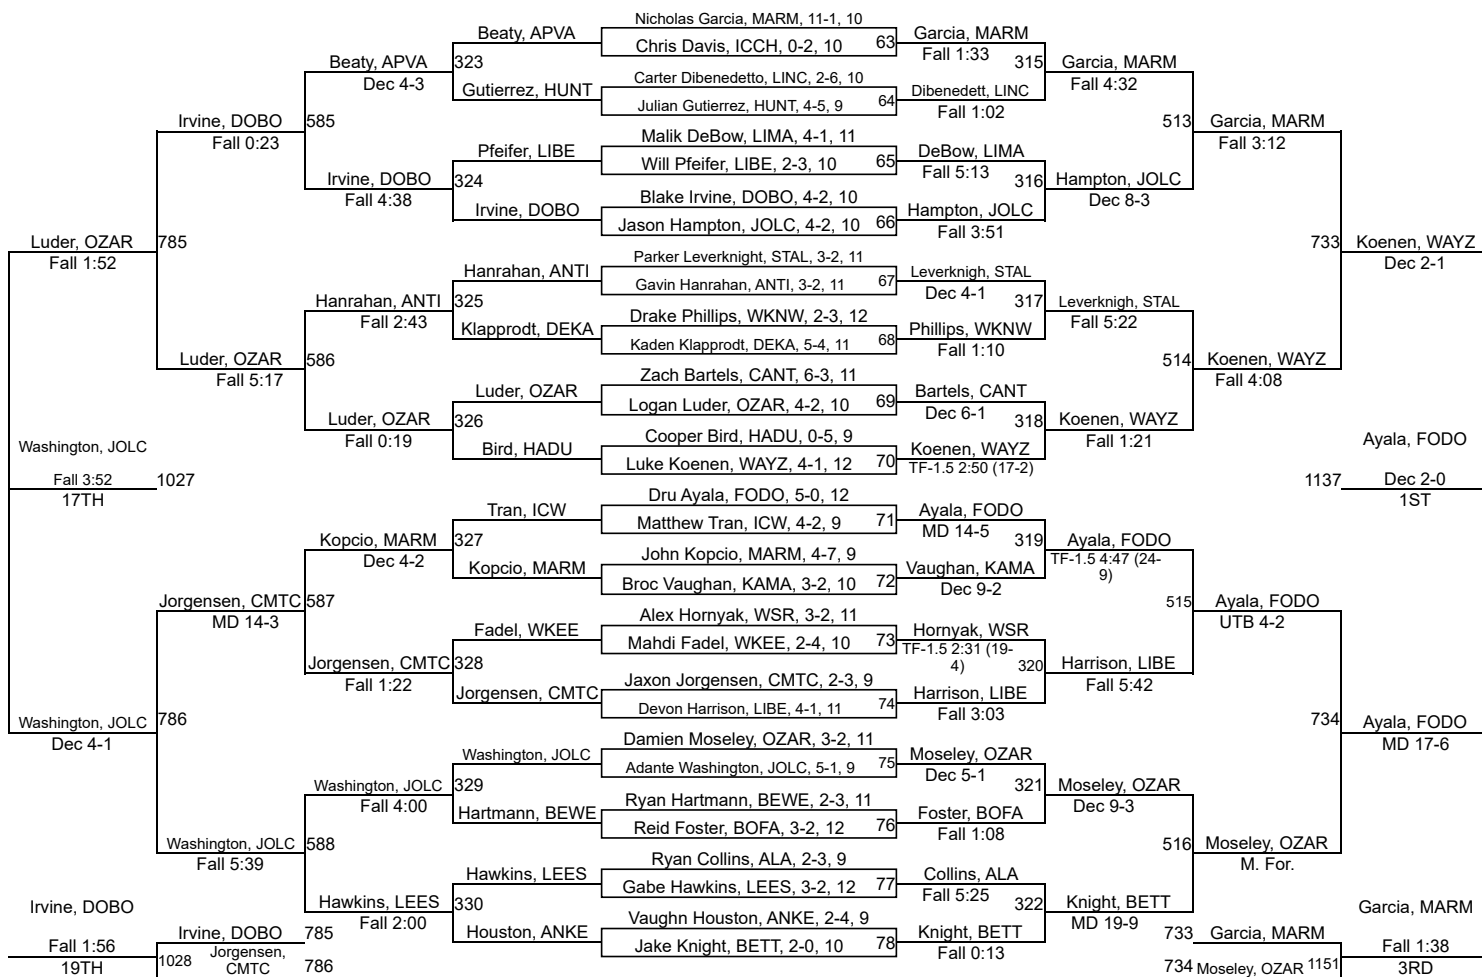 Nicholas Garcia, MARM, 11-1, 10
Beaty, APVA
Garcia, MARM
Chris Davis, ICCH, 0-2, 10
63
Fall 1:33
Beaty, APVA
323
315
Garcia, MARM
Dec 4-3
Carter Dibenedetto, LINC, 2-6, 10
Fall 4:32
Gutierrez, HUNT
Dibenedett, LINC
Julian Gutierrez, HUNT, 4-5, 9
64
Fall 1:02
Irvine, DOBO
585
513
Garcia, MARM
Fall 0:23
Malik DeBow, LIMA, 4-1, 11
Fall 3:12
Pfeifer, LIBE
DeBow, LIMA
Will Pfeifer, LIBE, 2-3, 10
65
Fall 5:13
Irvine, DOBO
324
316
Hampton, JOLC
Fall 4:38
Blake Irvine, DOBO, 4-2, 10
Dec 8-3
Irvine, DOBO
Hampton, JOLC
Jason Hampton, JOLC, 4-2, 10
66
Fall 3:51
Luder, OZAR
785
733
Koenen, WAYZ
Fall 1:52
Parker Leverknight, STAL, 3-2, 11
Dec 2-1
Hanrahan, ANTI
Leverknigh, STAL
Gavin Hanrahan, ANTI, 3-2, 11
67
Dec 4-1
Hanrahan, ANTI
325
317
Leverknigh, STAL
Fall 2:43
Drake Phillips, WKNW, 2-3, 12
Fall 5:22
Klapprodt, DEKA
Phillips, WKNW
Kaden Klapprodt, DEKA, 5-4, 11
68
Fall 1:10
Luder, OZAR
586
514
Koenen, WAYZ
Fall 5:17
Zach Bartels, CANT, 6-3, 11
Fall 4:08
Luder, OZAR
Bartels, CANT
Logan Luder, OZAR, 4-2, 10
69
Dec 6-1
Luder, OZAR
326
318
Koenen, WAYZ
Fall 0:19
Cooper Bird, HADU, 0-5, 9
Fall 1:21
Washington, JOLC
Bird, HADU
Koenen, WAYZ
Ayala, FODO
Luke Koenen, WAYZ, 4-1, 12
70
TF-1.5 2:50 (17-2)
Fall 3:52
1027
1137
Dec 2-0
17TH
Dru Ayala, FODO, 5-0, 12
1ST
Tran, ICW
Ayala, FODO
Matthew Tran, ICW, 4-2, 9
71
MD 14-5
Kopcio, MARM
327
319
Ayala, FODO
Dec 4-2
John Kopcio, MARM, 4-7, 9
TF-1.5 4:47 (24-
9)
Kopcio, MARM
Vaughan, KAMA
Broc Vaughan, KAMA, 3-2, 10
72
Dec 9-2
Jorgensen, CMTC
587
515
Ayala, FODO
MD 14-3
Alex Hornyak, WSR, 3-2, 11
UTB 4-2
Fadel, WKEE
Hornyak, WSR
Mahdi Fadel, WKEE, 2-4, 10
73
TF-1.5 2:31 (19-
4)
Jorgensen, CMTC
328
320
Harrison, LIBE
Fall 1:22
Jaxon Jorgensen, CMTC, 2-3, 9
Fall 5:42
Jorgensen, CMTC
Harrison, LIBE
Devon Harrison, LIBE, 4-1, 11
74
Fall 3:03
Washington, JOLC
786
734
Ayala, FODO
Dec 4-1
Damien Moseley, OZAR, 3-2, 11
MD 17-6
Washington, JOLC
Moseley, OZAR
Adante Washington, JOLC, 5-1, 9
75
Dec 5-1
Washington, JOLC
329
321
Moseley, OZAR
Fall 4:00
Ryan Hartmann, BEWE, 2-3, 11
Dec 9-3
Hartmann, BEWE
Foster, BOFA
Reid Foster, BOFA, 3-2, 12
76
Fall 1:08
Washington, JOLC
588
516
Moseley, OZAR
Fall 5:39
Ryan Collins, ALA, 2-3, 9
M. For.
Hawkins, LEES
Collins, ALA
Gabe Hawkins, LEES, 3-2, 12
77
Fall 5:25
Hawkins, LEES
330
322
Knight, BETT
Fall 2:00
Vaughn Houston, ANKE, 2-4, 9
MD 19-9
Irvine, DOBO
Garcia, MARM
Houston, ANKE
Knight, BETT
Jake Knight, BETT, 2-0, 10
78
Fall 0:13
Irvine, DOBO
785
733
Garcia, MARM
Fall 1:56
Fall 1:38
19TH
1028
Jorgensen,
CMTC
786
734
Moseley, OZAR
1151
3RD